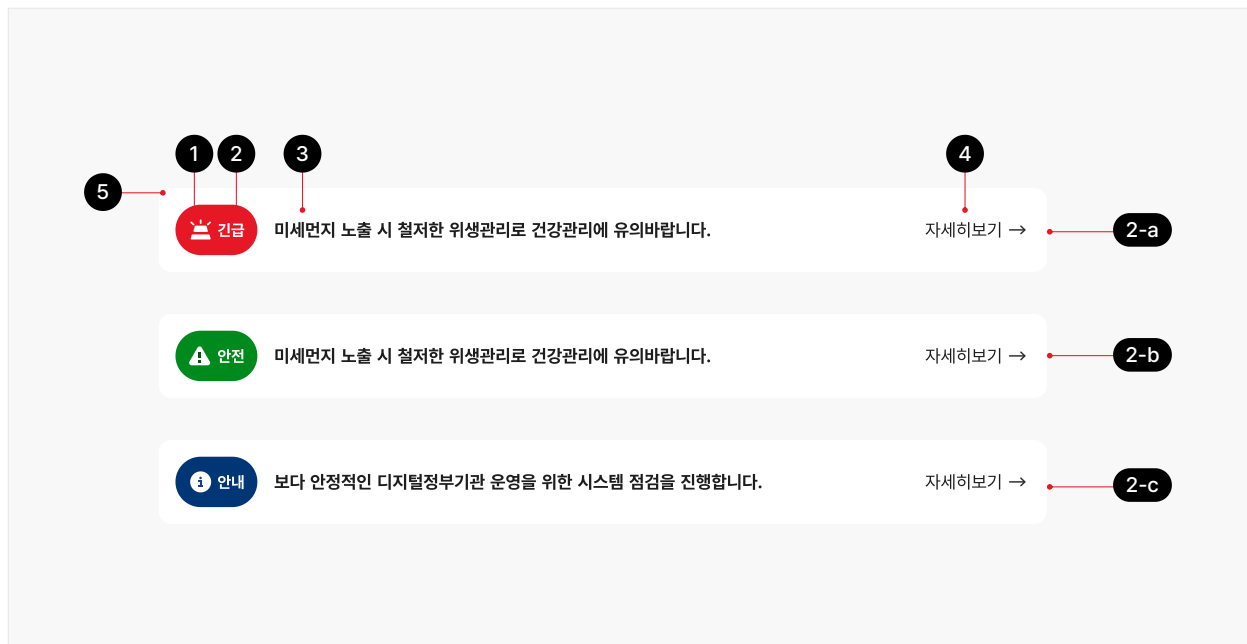 1 2 3 4
5
긴급 미세먼지 노출 시 철저한 위생관리로 건강관리에 유의바랍니다. 자세히보기 → 2-a
안전 미세먼지 노출 시 철저한 위생관리로 건강관리에 유의바랍니다. 자세히보기 → 2-b
안내 보다 안정적인 디지털정부기관 운영을 위한 시스템 점검을 진행합니다. 자세히보기 → 2-c